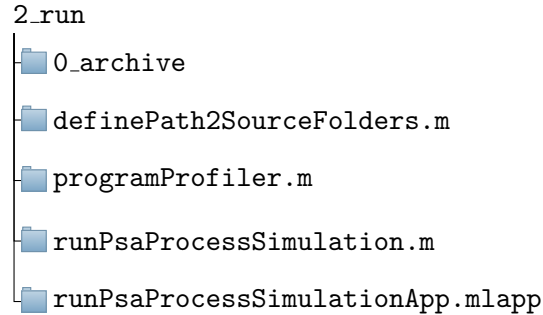 2_run
0_archive
definePath2SourceFolders.m
programProfiler.m
runPsaProcessSimulation.m
runPsaProcessSimulationApp.mlapp